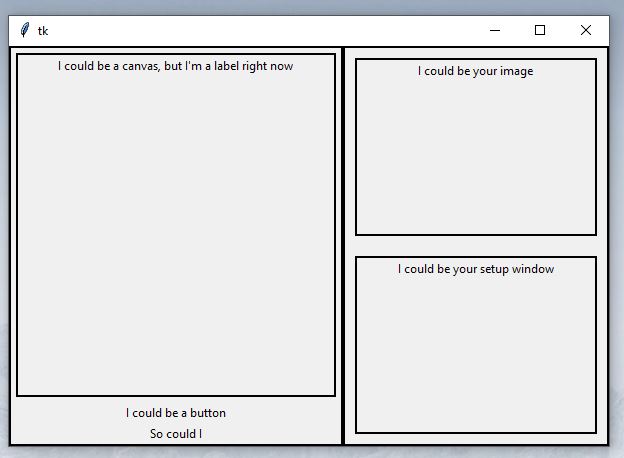 tk
I could be a canvas, but I'm a label right now
I could be a button
So could I
I could be your image
I could be your setup window